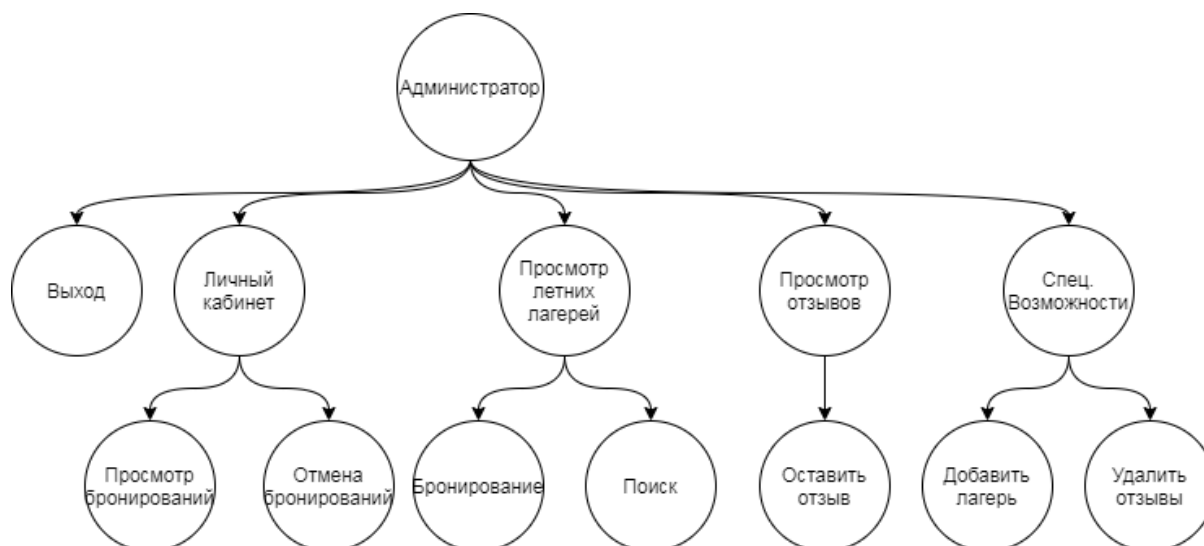 Администратор
Выход
Личный
кабинет
Просмотр
летних
лагерей
Просмотр
отзывов
Спец.
Возможности
Просмотр
бронирований
Отмена
бронирований
Бронирование
Поиск
Оставить
отзыв
Добавить
лагерь
Удалить
отзывы